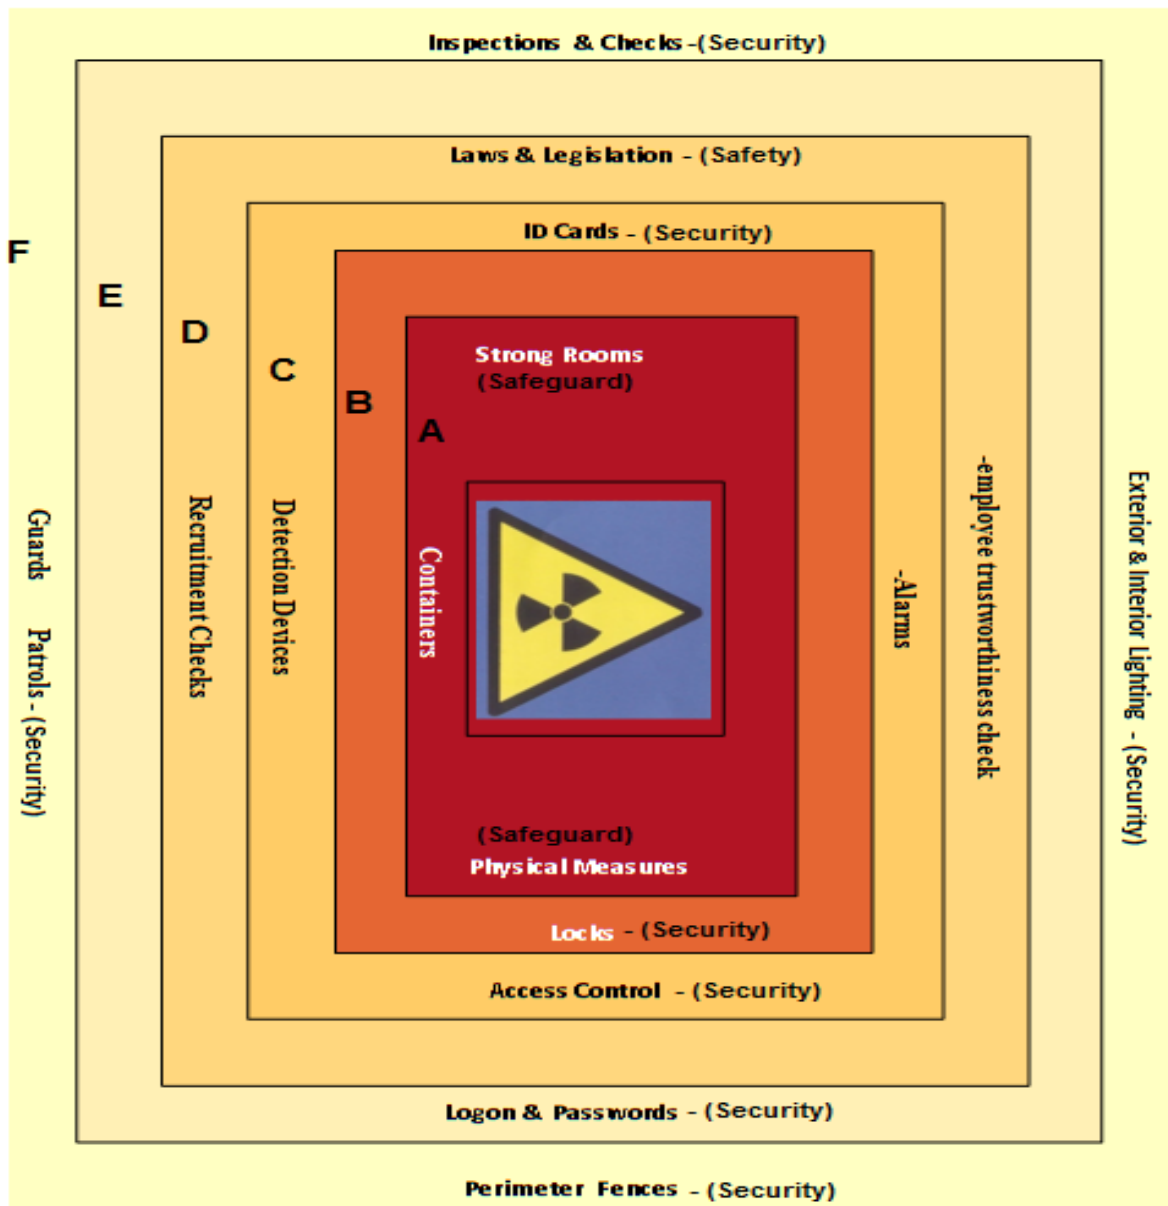 Inspections & Checks -(Security)
Laws & Legislation - (Safety)
ID Cards - (Security)
F
E
D
C
B
A
Strong Rooms
(Safeguard)
Guards Patrols - (Security)
Recruitment Checks
Detection Devices
Containers
-Alarms
-employee trustworthiness check
Exterior & Interior Lighting - (Security)
(Safeguard)
Physical Measures
Locks - (Security)
Access Control - (Security)
Logon & Passwords - (Security)
Perimeter Fences - (Security)